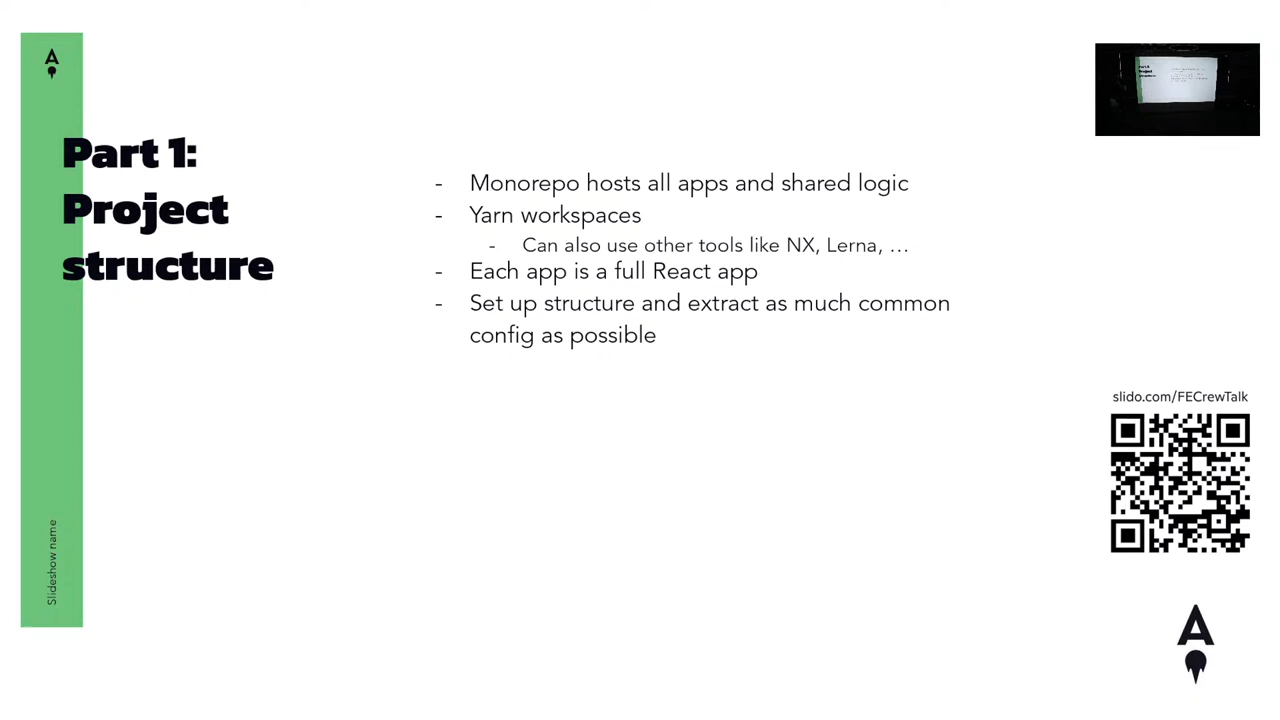 Part 1:
Project
structure
- Monorepo hosts all apps and shared logic
- Yarn workspaces
- Can also use other tools like NX, Lerna, …
- Each app is a full React app
- Set up structure and extract as much common
config as possible
slido.com/FECrewTalk
Slideshow name